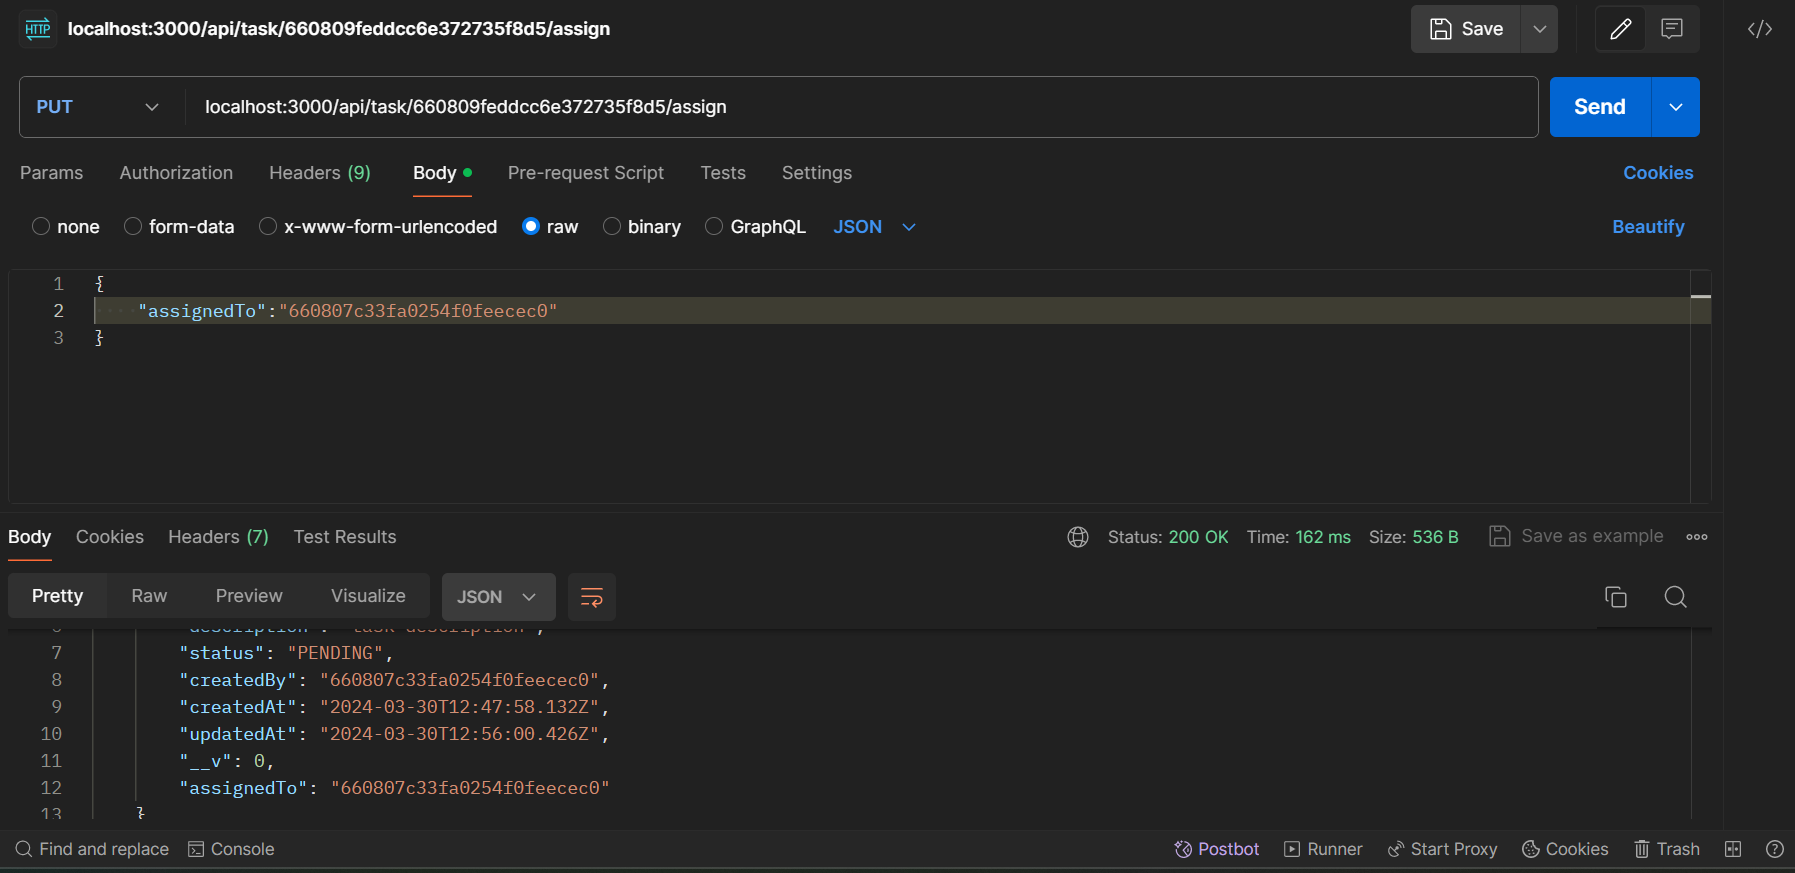 HTTP localhost:3000/api/task/660809feddcc6e372735f8d5/assign Save
PUT localhost:3000/api/task/660809feddcc6e372735f8d5/assign Send
Params Authorization Headers (9) Body Pre-request Script Tests Settings Cookies
none form-data x-www-form-urlencoded raw binary GraphQL JSON Beautify
1 {
2 "assignedTo":"660807c33fa0254f0feecec0"
3 }
Body Cookies Headers (7) Test Results Status: 200 OK Time: 162 ms Size: 536 B Save as example
Pretty Raw Preview Visualize JSON
6 "description": "task description",
7 "status": "PENDING",
8 "createdBy": "660807c33fa0254f0feecec0",
9 "createdAt": "2024-03-30T12:47:58.132Z",
10 "updatedAt": "2024-03-30T12:56:00.426Z",
11 "__v": 0,
12 "assignedTo": "660807c33fa0254f0feecec0"
13 }
Find and replace Console Postbot Runner Start Proxy Cookies Trash